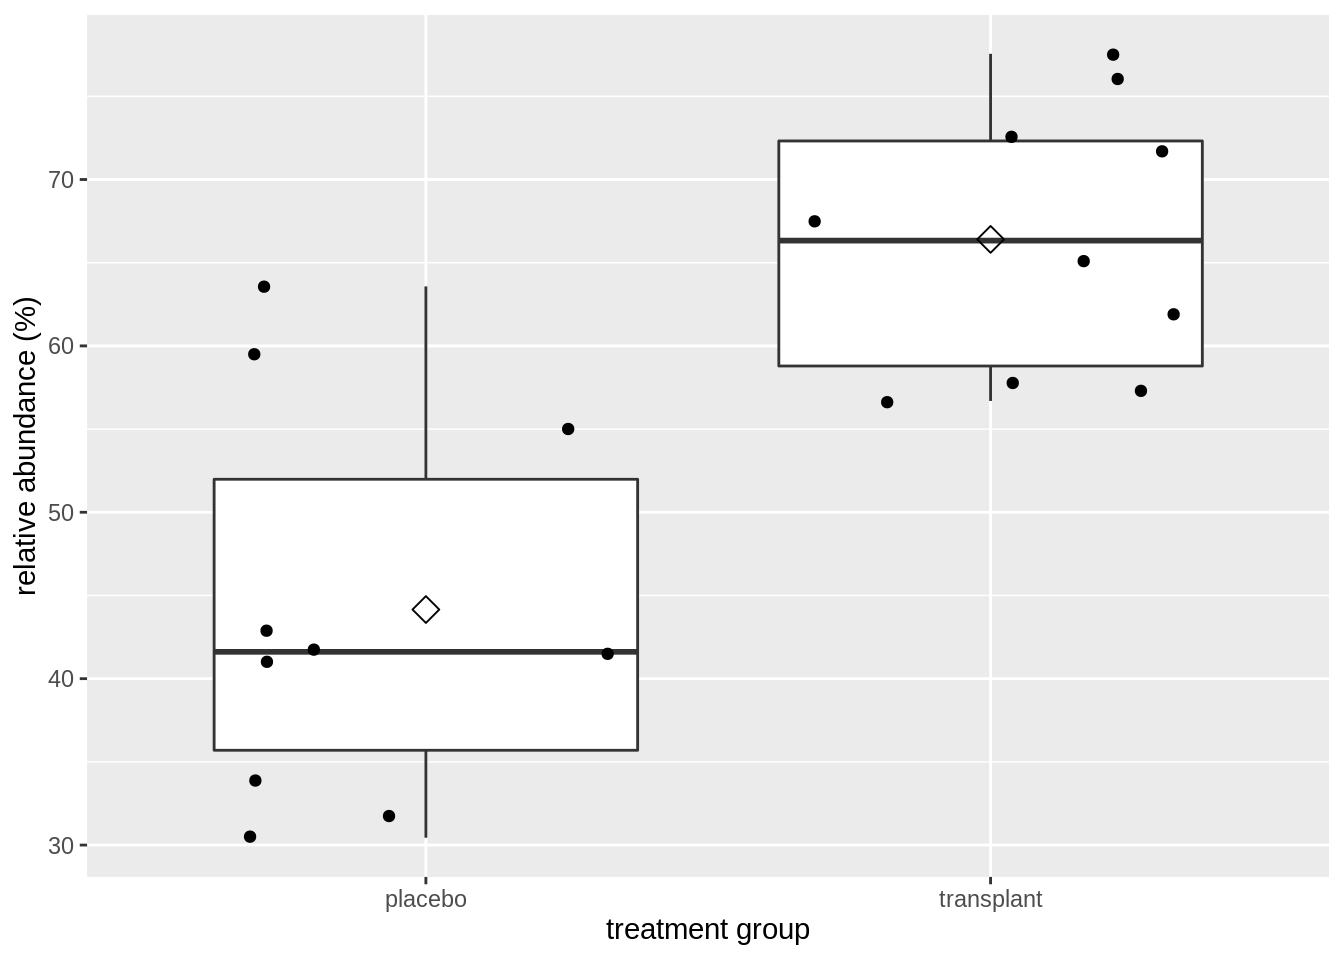 relative abundance (%)
70
60
50
40
30
placebo
transplant
treatment group